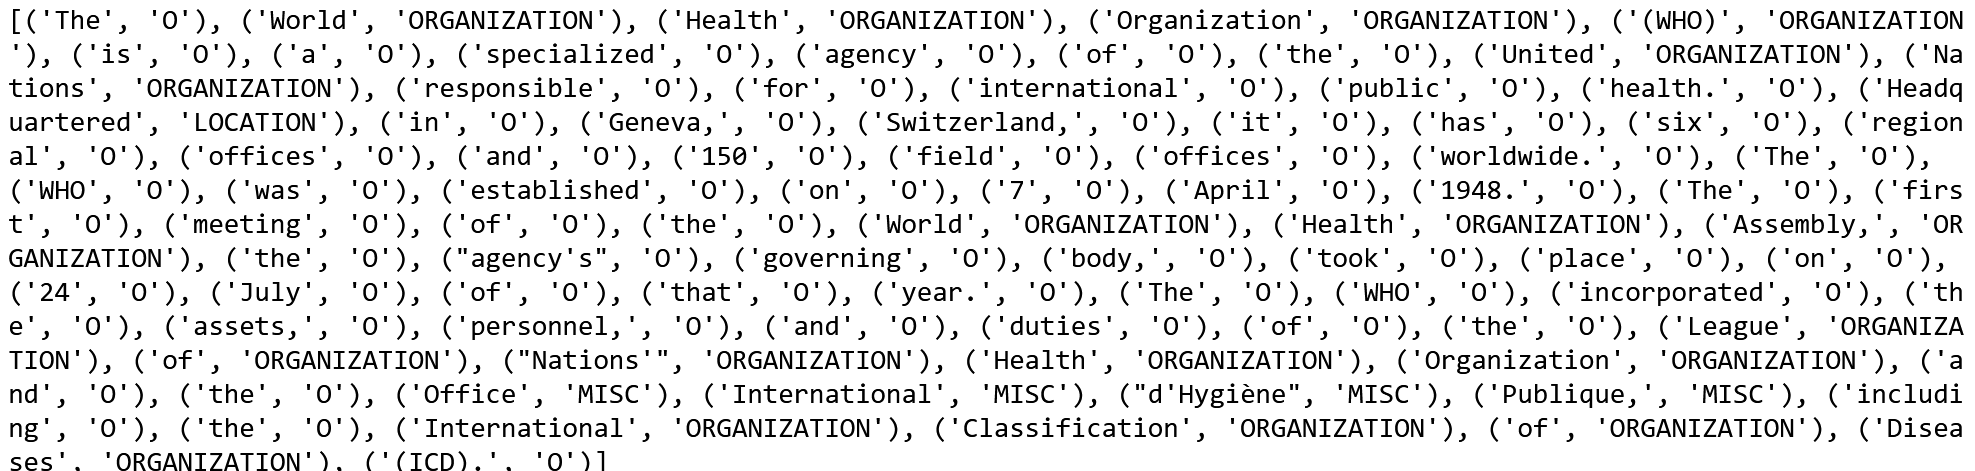 [('The', 'O'), ('World', 'ORGANIZATION'), ('Health', 'ORGANIZATION'), ('Organization', 'ORGANIZATION'), ('(WHO)', 'ORGANIZATION
'), ('is', 'O'), ('a', 'O'), ('specialized', 'O'), ('agency', 'O'), ('of', 'O'), ('the', 'O'), ('United', 'ORGANIZATION'), ('Na
tions', 'ORGANIZATION'), ('responsible', 'O'), ('for', 'O'), ('international', 'O'), ('public', 'O'), ('health.', 'O'), ('Headq
uartered', 'LOCATION'), ('in', 'O'), ('Geneva,', 'O'), ('Switzerland,', 'O'), ('it', 'O'), ('has', 'O'), ('six', 'O'), ('region
al', 'O'), ('offices', 'O'), ('and', 'O'), ('150', 'O'), ('field', 'O'), ('offices', 'O'), ('worldwide.', 'O'), ('The', 'O'),
('WHO', 'O'), ('was', 'O'), ('established', 'O'), ('on', 'O'), ('7', 'O'), ('April', 'O'), ('1948.', 'O'), ('The', 'O'), ('firs
t', 'O'), ('meeting', 'O'), ('of', 'O'), ('the', 'O'), ('World', 'ORGANIZATION'), ('Health', 'ORGANIZATION'), ('Assembly,', 'OR
GANIZATION'), ('the', 'O'), ("agency's", 'O'), ('governing', 'O'), ('body,', 'O'), ('took', 'O'), ('place', 'O'), ('on', 'O'),
('24', 'O'), ('July', 'O'), ('of', 'O'), ('that', 'O'), ('year.', 'O'), ('The', 'O'), ('WHO', 'O'), ('incorporated', 'O'), ('th
e', 'O'), ('assets,', 'O'), ('personnel,', 'O'), ('and', 'O'), ('duties', 'O'), ('of', 'O'), ('the', 'O'), ('League', 'ORGANIZA
TION'), ('of', 'ORGANIZATION'), ("Nations'", 'ORGANIZATION'), ('Health', 'ORGANIZATION'), ('Organization', 'ORGANIZATION'), ('a
nd', 'O'), ('the', 'O'), ('Office', 'MISC'), ('International', 'MISC'), ("d'Hygiène", 'MISC'), ('Publique,', 'MISC'), ('includi
ng', 'O'), ('the', 'O'), ('International', 'ORGANIZATION'), ('Classification', 'ORGANIZATION'), ('of', 'ORGANIZATION'), ('Disea
ses', 'ORGANIZATION'), ('(ICD).', 'O')]